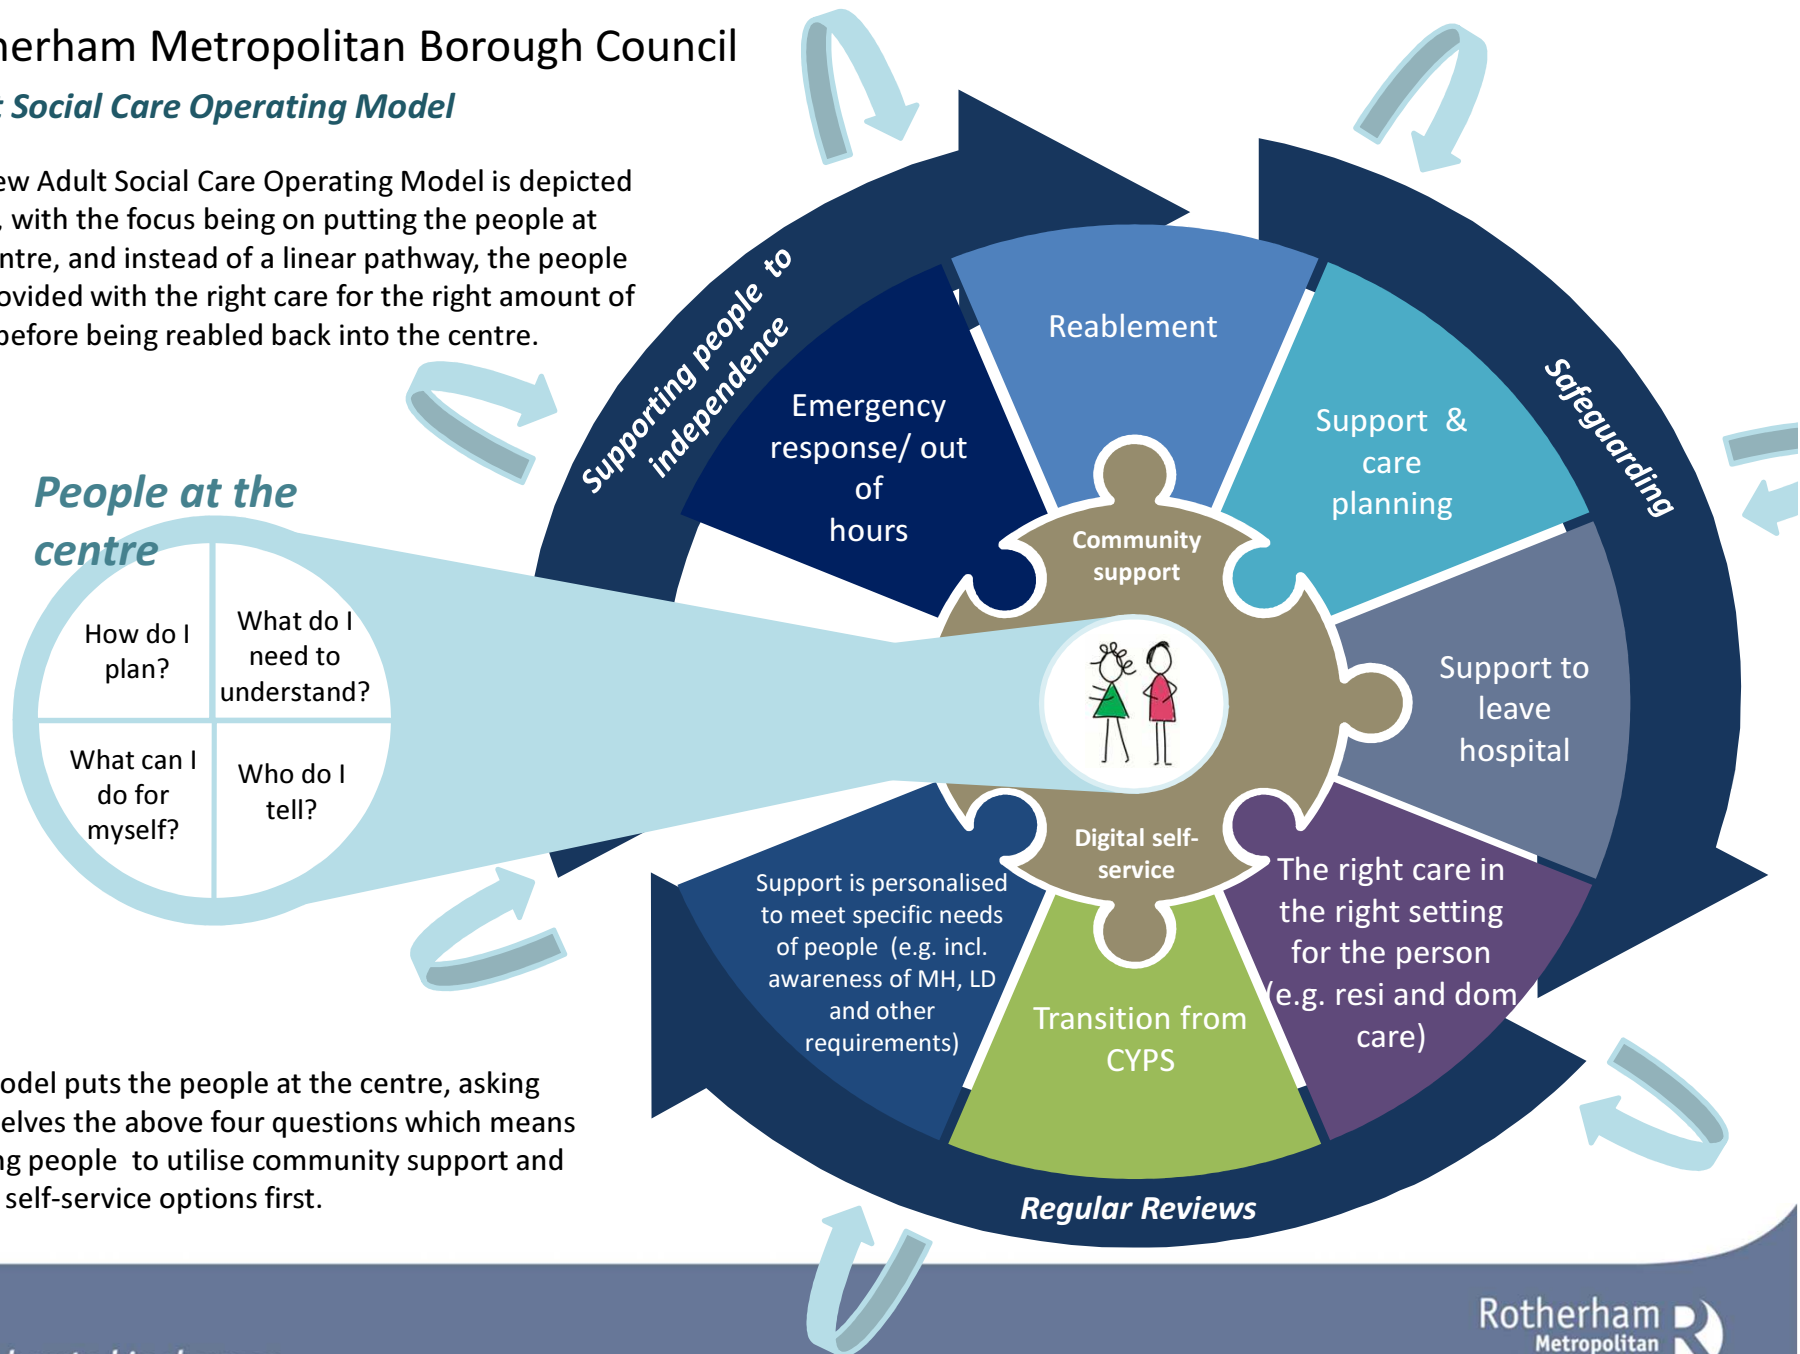 herham Metropolitan Borough Council
Social Care Operating Model
ew Adult Social Care Operating Model is depicted
, with the focus being on putting the people at
ntre, and instead of a linear pathway, the people
ovided with the right care for the right amount of
before being reabled back into the centre.
People at the
centre
How do I
plan?
What do I
need to
understand?
What can I
do for
myself?
Who do I
tell?
Supporting people to
independence
Safeguarding
Regular Reviews
Emergency
response/ out
of
hours
Reablement
Support &
care
planning
Support to
leave
hospital
The right care in
the right setting
for the person
(e.g. resi and dom
care)
Transition from
CYPS
Support is personalised
to meet specific needs
of people (e.g. incl.
awareness of MH, LD
and other
requirements)
Community
support
Digital self-
service
odel puts the people at the centre, asking
elves the above four questions which means
ng people to utilise community support and
self-service options first.
Rotherham
Metropolitan